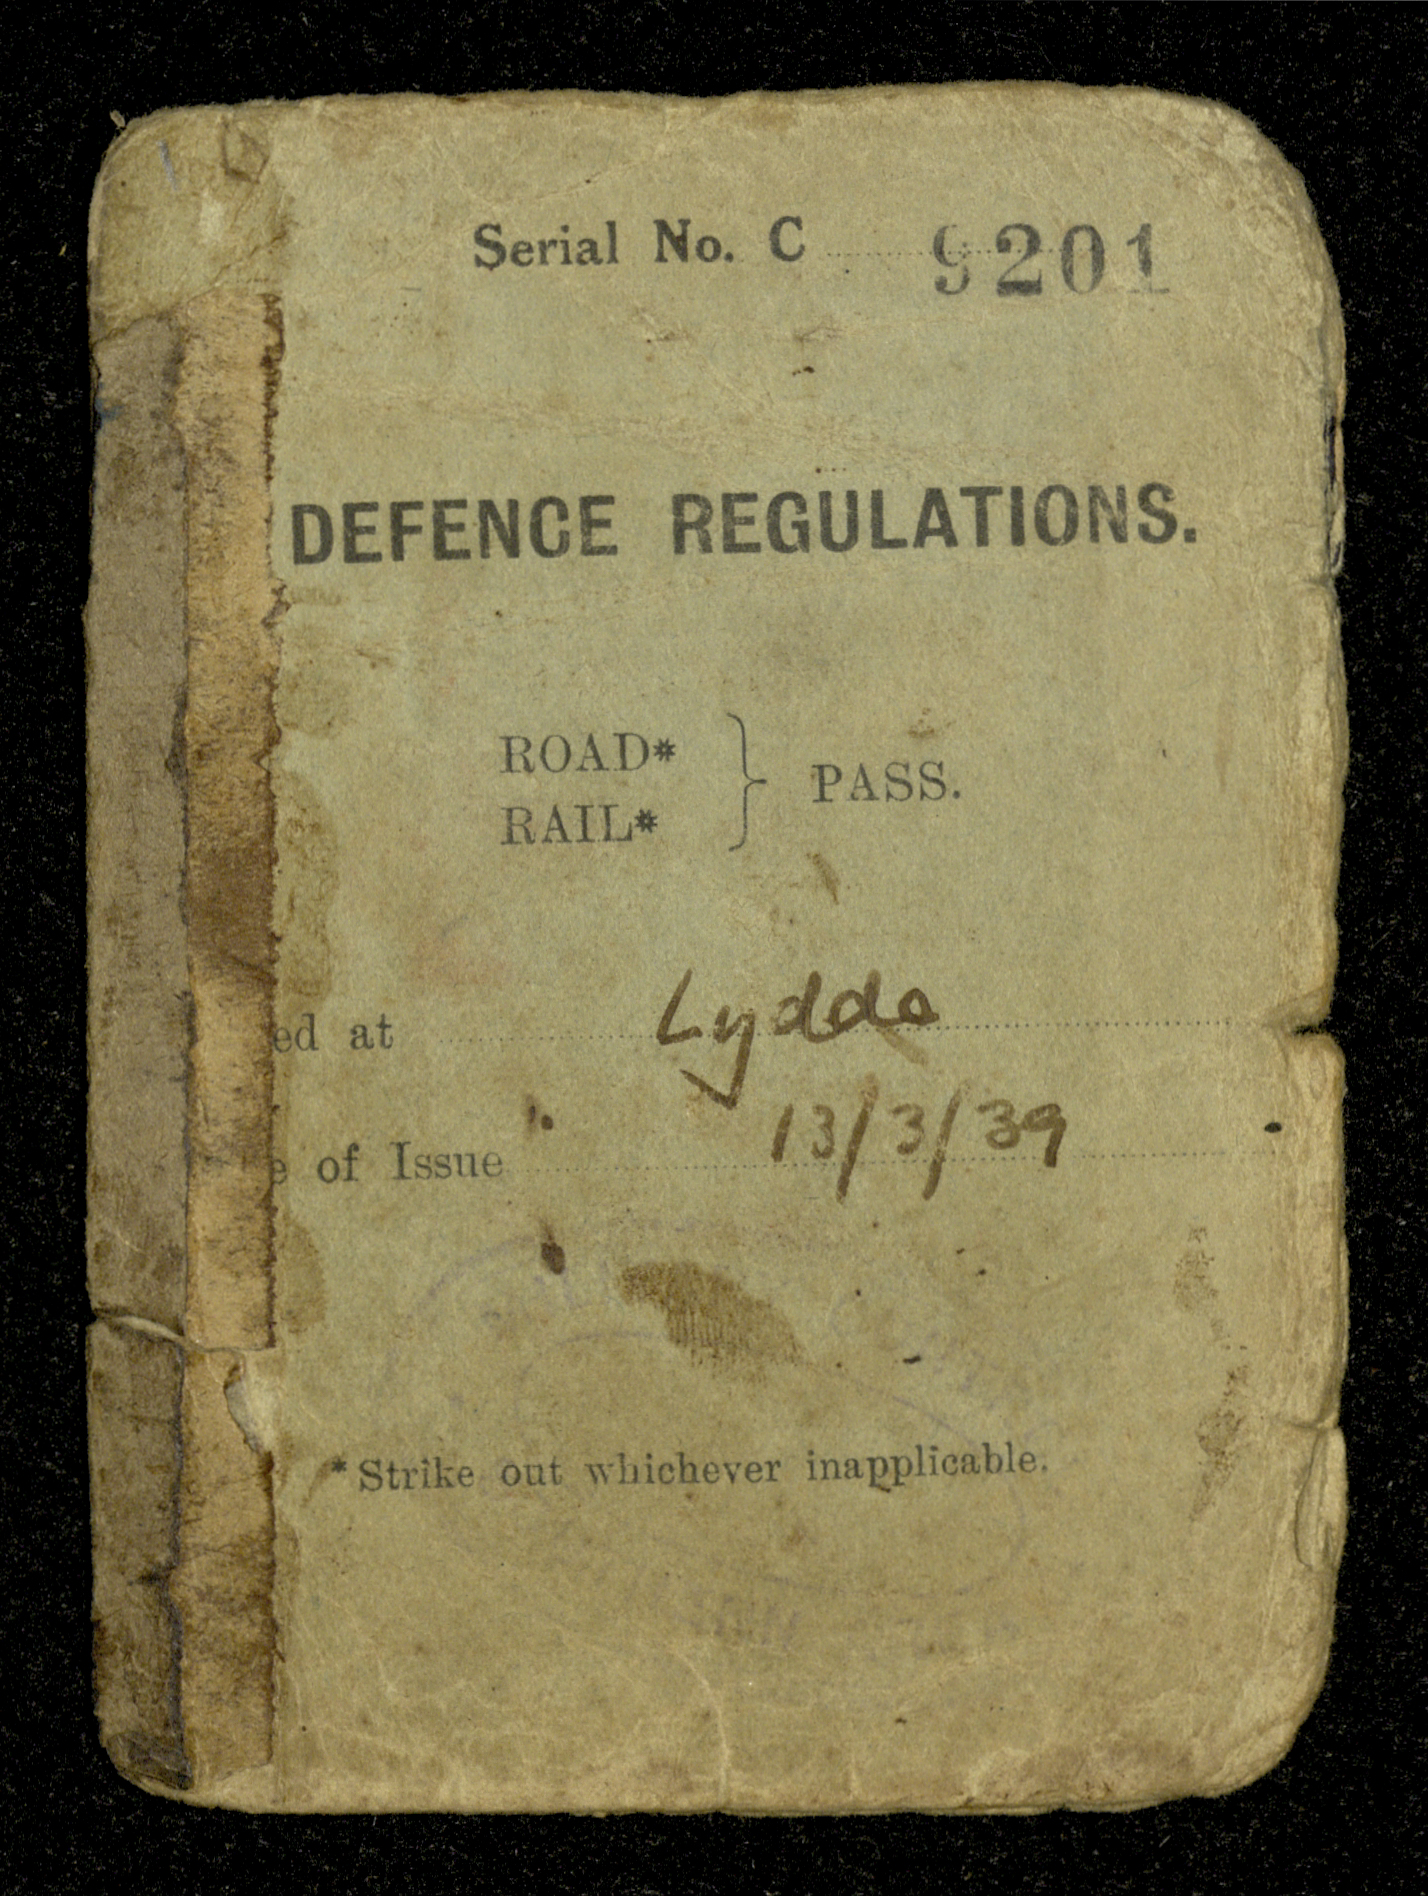 Serial No. C 9201
DEFENCE REGULATIONS.
ROAD*
RAIL*
} PASS.
ed at Lydda
e of Issue 13/3/39
*Strike out whichever inapplicable.